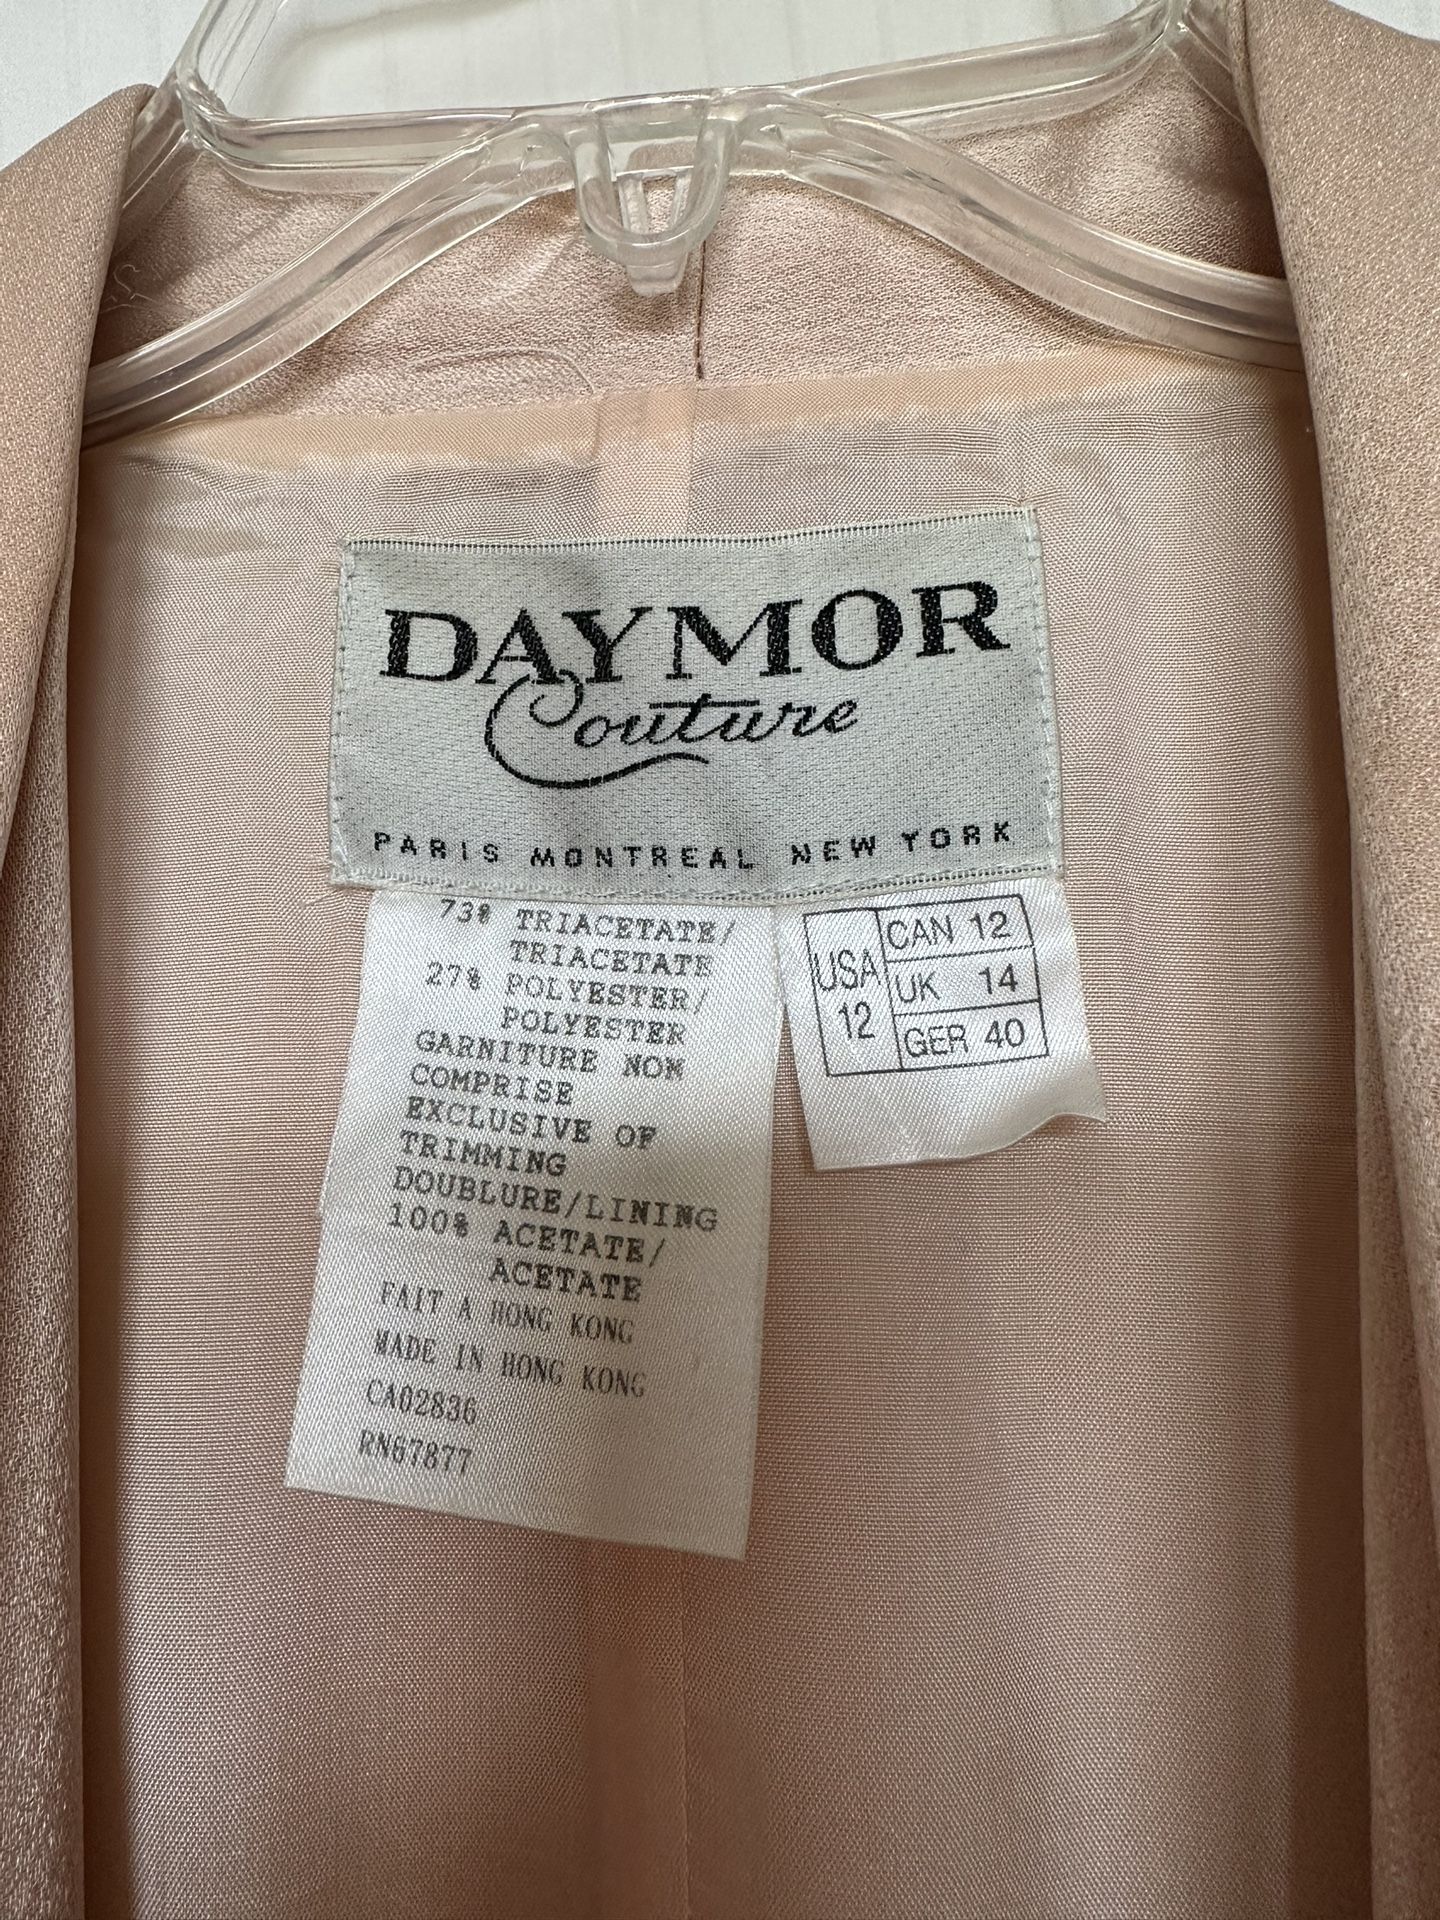 DAYMOR
Couture
PARIS MONTREAL NEW YORK
73% TRIACETATE/
TRIACETATE
27% POLYESTER/
POLYESTER
GARNITURE NON
COMPRISE
EXCLUSIVE OF
TRIMMING
DOUBLURE/LINING
100% ACETATE/
ACETATE
FAIT A HONG KONG
MADE IN HONG KONG
CA02836
RN67877
USA
12
CAN 12
UK 14
GER 40